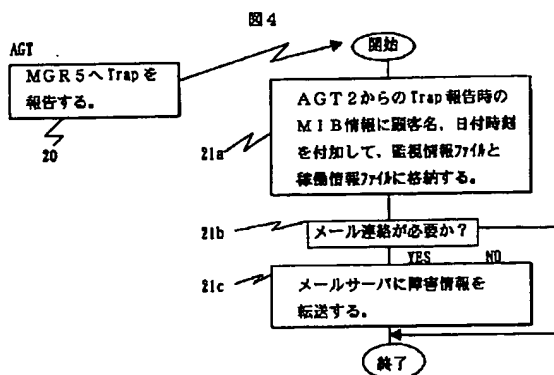 図4
AGT
MGR5へTrapを
報告する。
20
開始
AGT2からのTrap報告時の
MIB情報に顧客名，日付時刻
を付加して，監視情報ファイルと
稼働情報ファイルに格納する。
21a
21b
メール連絡が必要か？
YES NO
21c
メールサーバに障害情報を
転送する。
終了